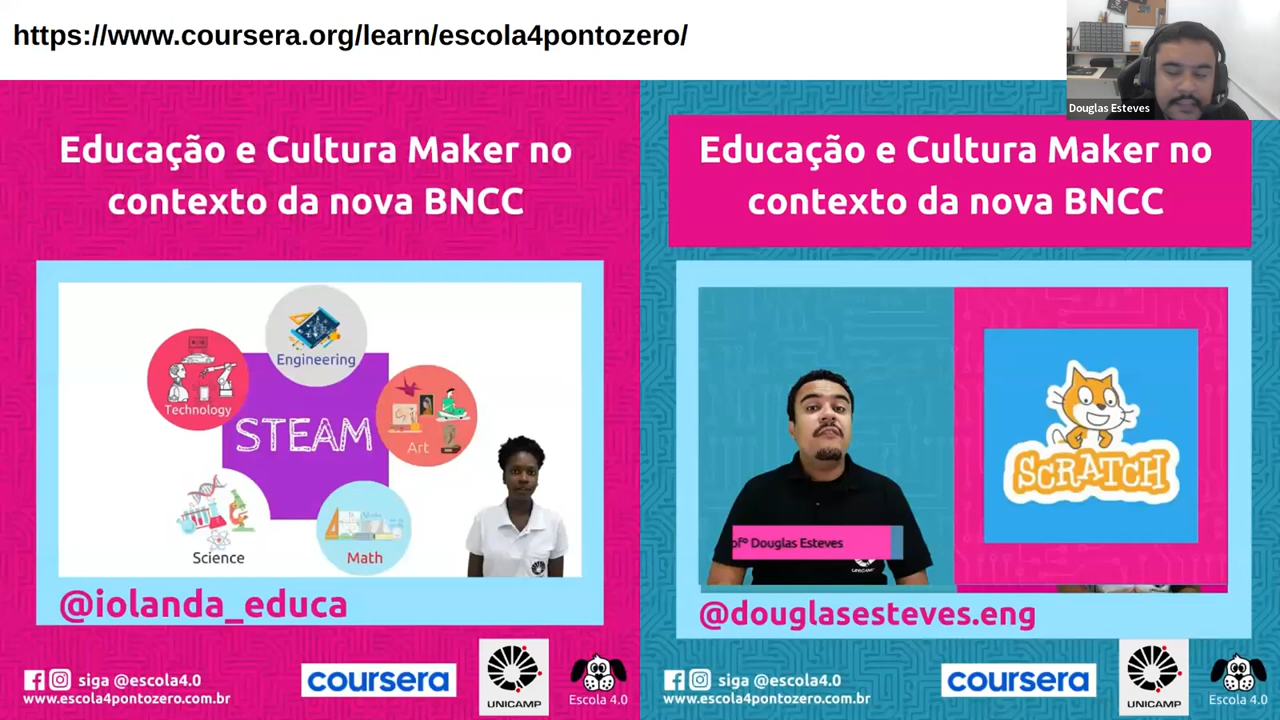 https://www.coursera.org/learn/escola4pontozero/
Douglas Esteves
Educação e Cultura Maker no
contexto da nova BNCC
Engineering
Technology
STEAM
Art
Science
Math
@iolanda_educa
siga @escola4.0
www.escola4pontozero.com.br
coursera
UNICAMP
Escola 4.0
Educação e Cultura Maker no
contexto da nova BNCC
SCRATCH
ofº Douglas Esteves
UNICAMP
@douglasesteves.eng
siga @escola4.0
www.escola4pontozero.com.br
coursera
UNICAMP
Escola 4.0